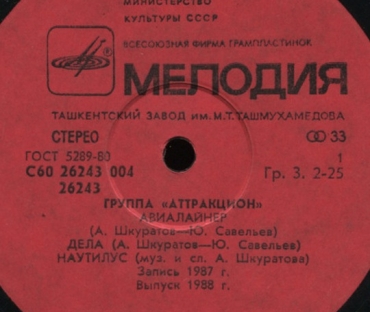 МИНИСТЕРСТВО
КУЛЬТУРЫ СССР
ВСЕСОЮЗНАЯ ФИРМА ГРАМПЛАСТИНОК
МЕЛОДИЯ
ТАШКЕНТСКИЙ ЗАВОД ИМ. М.Т. ТАШМУХАМЕДОВА
СТЕРЕО 33
ГОСТ 5289-80 1
С60 26243 004 Гр. 3. 2-25
26243
ГРУППА «АТТРАКЦИОН»
АВИАЛАЙНЕР
(А. Шкуратов—Ю. Савельев)
ДЕЛА (А. Шкуратов—Ю. Савельев)
НАУТИЛУС (муз. и сл. А. Шкуратова)
Запись 1987 г.
Выпуск 1988 г.